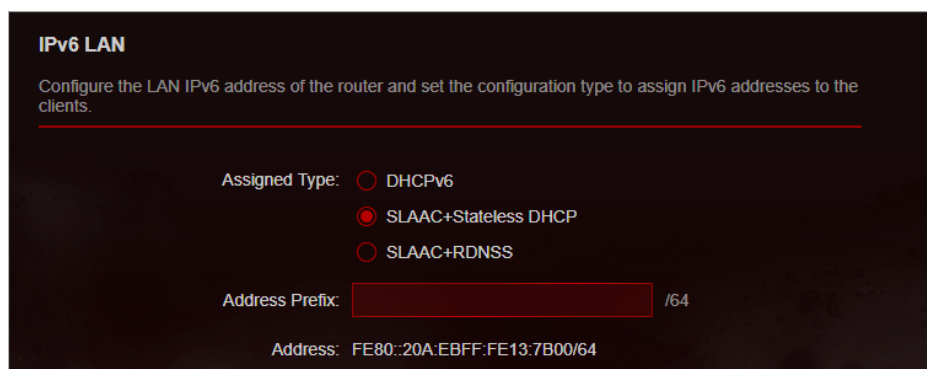 IPv6 LAN
Configure the LAN IPv6 address of the router and set the configuration type to assign IPv6 addresses to the
clients.
Assigned Type: DHCPv6
SLAAC+Stateless DHCP
SLAAC+RDNSS
Address Prefix: /64
Address: FE80::20A:EBFF:FE13:7B00/64